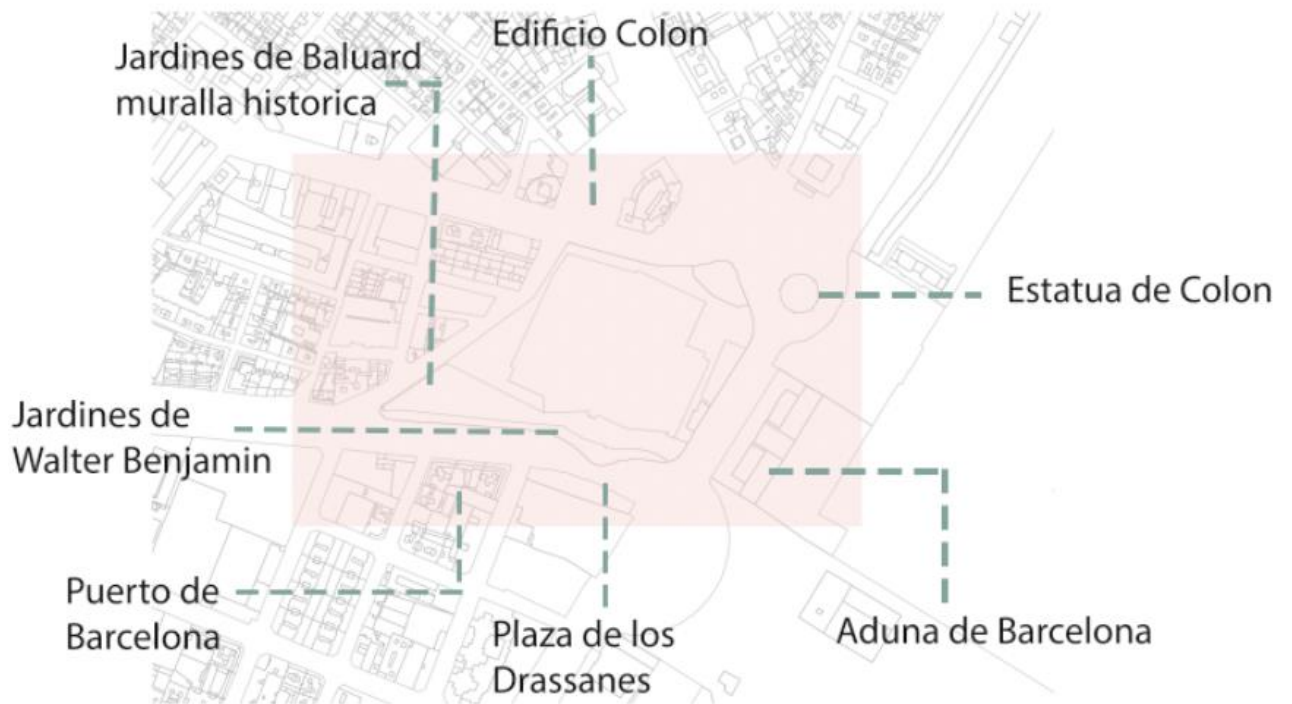 Edificio Colon
Jardines de Baluard
muralla historica
Estatua de Colon
Jardines de
Walter Benjamin
Puerto de
Barcelona
Plaza de los
Drassanes
Aduna de Barcelona